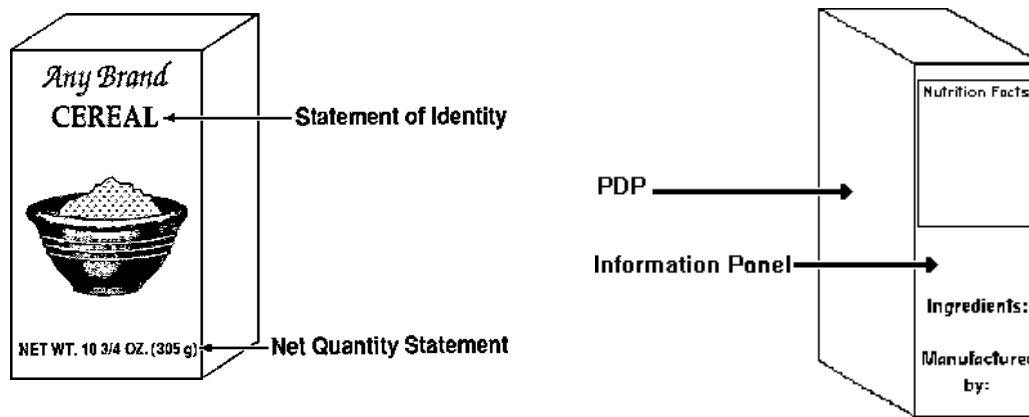 Any Brand
CEREAL
Statement of Identity
NET WT. 10 3/4 OZ. (305 g)
Net Quantity Statement
Nutrition Facts
PDP
Information Panel
Ingredients:
Manufactured
by: